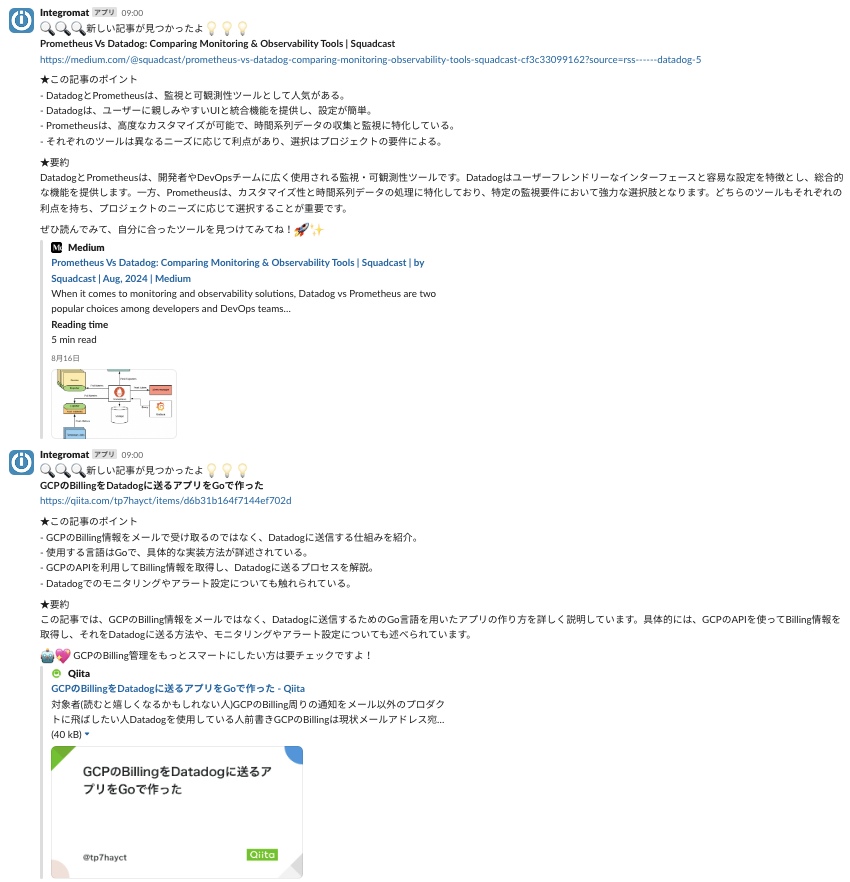 Integromat アプリ 09:00
🔍🔍🔍新しい記事が見つかったよ💡💡💡
Prometheus Vs Datadog: Comparing Monitoring & Observability Tools | Squadcast
https://medium.com/@squadcast/prometheus-vs-datadog-comparing-monitoring-observability-tools-squadcast-cf3c33099162?source=rss------datadog-5
★この記事のポイント
- DatadogとPrometheusは、監視と可観測性ツールとして人気がある。
- Datadogは、ユーザーに親しみやすいUIと統合機能を提供し、設定が簡単。
- Prometheusは、高度なカスタマイズが可能で、時間系列データの収集と監視に特化している。
- それぞれのツールは異なるニーズに応じて利点があり、選択はプロジェクトの要件による。
★要約
DatadogとPrometheusは、開発者やDevOpsチームに広く使用される監視・可観測性ツールです。Datadogはユーザーフレンドリーなインターフェースと容易な設定を特徴とし、総合的
な機能を提供します。一方、Prometheusは、カスタマイズ性と時間系列データの処理に特化しており、特定の監視要件において強力な選択肢となります。どちらのツールもそれぞれの
利点を持ち、プロジェクトのニーズに応じて選択することが重要です。
ぜひ読んでみて、自分に合ったツールを見つけてみてね！🚀✨
Medium
Prometheus Vs Datadog: Comparing Monitoring & Observability Tools | Squadcast | by
Squadcast | Aug, 2024 | Medium
When it comes to monitoring and observability solutions, Datadog vs Prometheus are two
popular choices among developers and DevOps teams…
Reading time
5 min read
8月16日
Integromat アプリ 09:00
🔍🔍🔍新しい記事が見つかったよ💡💡💡
GCPのBillingをDatadogに送るアプリをGoで作った
https://qiita.com/tp7hayct/items/d6b31b164f7144ef702d
★この記事のポイント
- GCPのBilling情報をメールで受け取るのではなく、Datadogに送信する仕組みを紹介。
- 使用する言語はGoで、具体的な実装方法が詳述されている。
- GCPのAPIを利用してBilling情報を取得し、Datadogに送るプロセスを解説。
- Datadogでのモニタリングやアラート設定についても触れられている。
★要約
この記事では、GCPのBilling情報をメールではなく、Datadogに送信するためのGo言語を用いたアプリの作り方を詳しく説明しています。具体的には、GCPのAPIを使ってBilling情報を
取得し、それをDatadogに送る方法や、モニタリングやアラート設定についても述べられています。
🤖💖 GCPのBilling管理をもっとスマートにしたい方は要チェックですよ！
Qiita
GCPのBillingをDatadogに送るアプリをGoで作った - Qiita
対象者(読むと嬉しくなるかもしれない人)GCPのBilling周りの通知をメール以外のプロダク
トに飛ばしたい人Datadogを使用している人前書きGCPのBillingは現状メールアドレス宛…
(40 kB)
GCPのBillingをDatadogに送るア
プリをGoで作った
@tp7hayct
Qiita